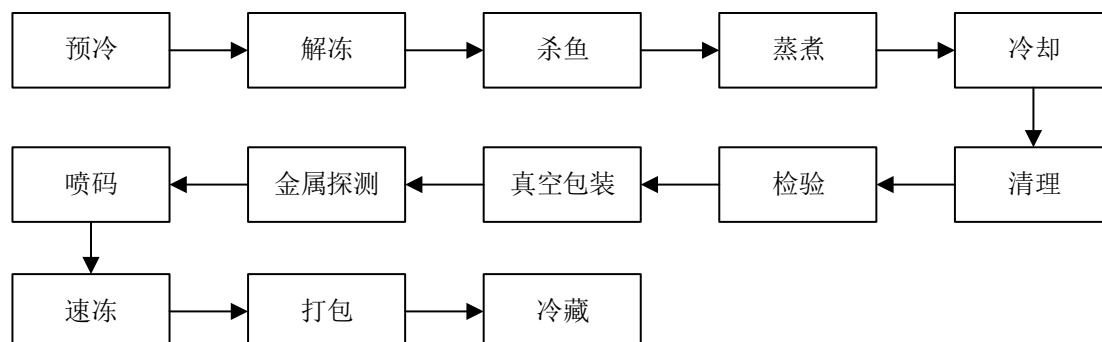 预冷
解冻
杀鱼
蒸煮
冷却
清理
检验
真空包装
金属探测
喷码
速冻
打包
冷藏